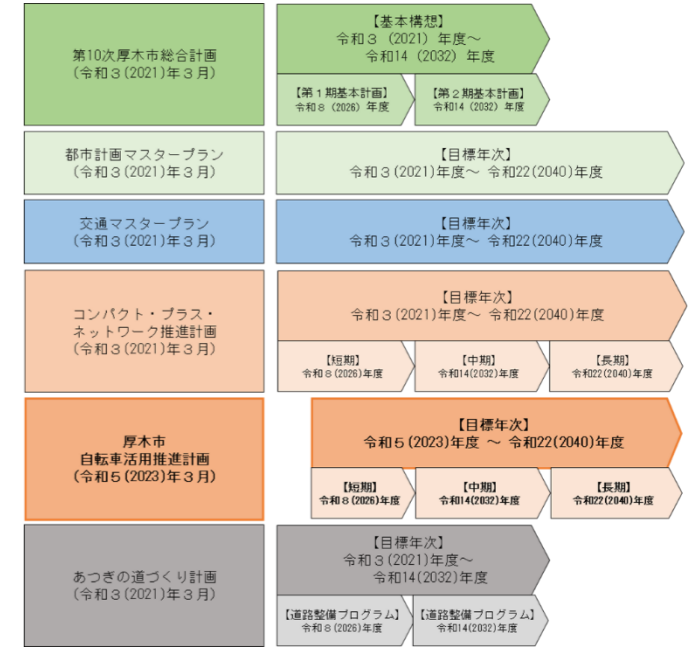 第10次厚木市総合計画
(令和３(2021)年３月)
【基本構想】
令和３（2021）年度～
令和14（2032）年度
【第１期基本計画】
令和８（2026）年度
【第２期基本計画】
令和14（2032）年度
都市計画マスタープラン
(令和３(2021)年３月)
【目標年次】
令和３(2021)年度～ 令和22(2040)年度
交通マスタープラン
(令和３(2021)年３月)
【目標年次】
令和３(2021)年度～ 令和22(2040)年度
コンパクト・プラス・
ネットワーク推進計画
(令和３(2021)年３月)
【目標年次】
令和３(2021)年度～ 令和22(2040)年度
【短期】
令和８(2026)年度
【中期】
令和14(2032)年度
【長期】
令和22(2040)年度
厚木市
自転車活用推進計画
(令和５(2023)年３月)
【目標年次】
令和５(2023)年度 ～ 令和22(2040)年度
【短期】
令和８(2026)年度
【中期】
令和14(2032)年度
【長期】
令和22(2040)年度
あつぎの道づくり計画
(令和３(2021)年３月)
【目標年次】
令和３(2021)年度～
令和14(2032)年度
【道路整備プログラム】
令和８(2026)年度
【道路整備プログラム】
令和14(2032)年度